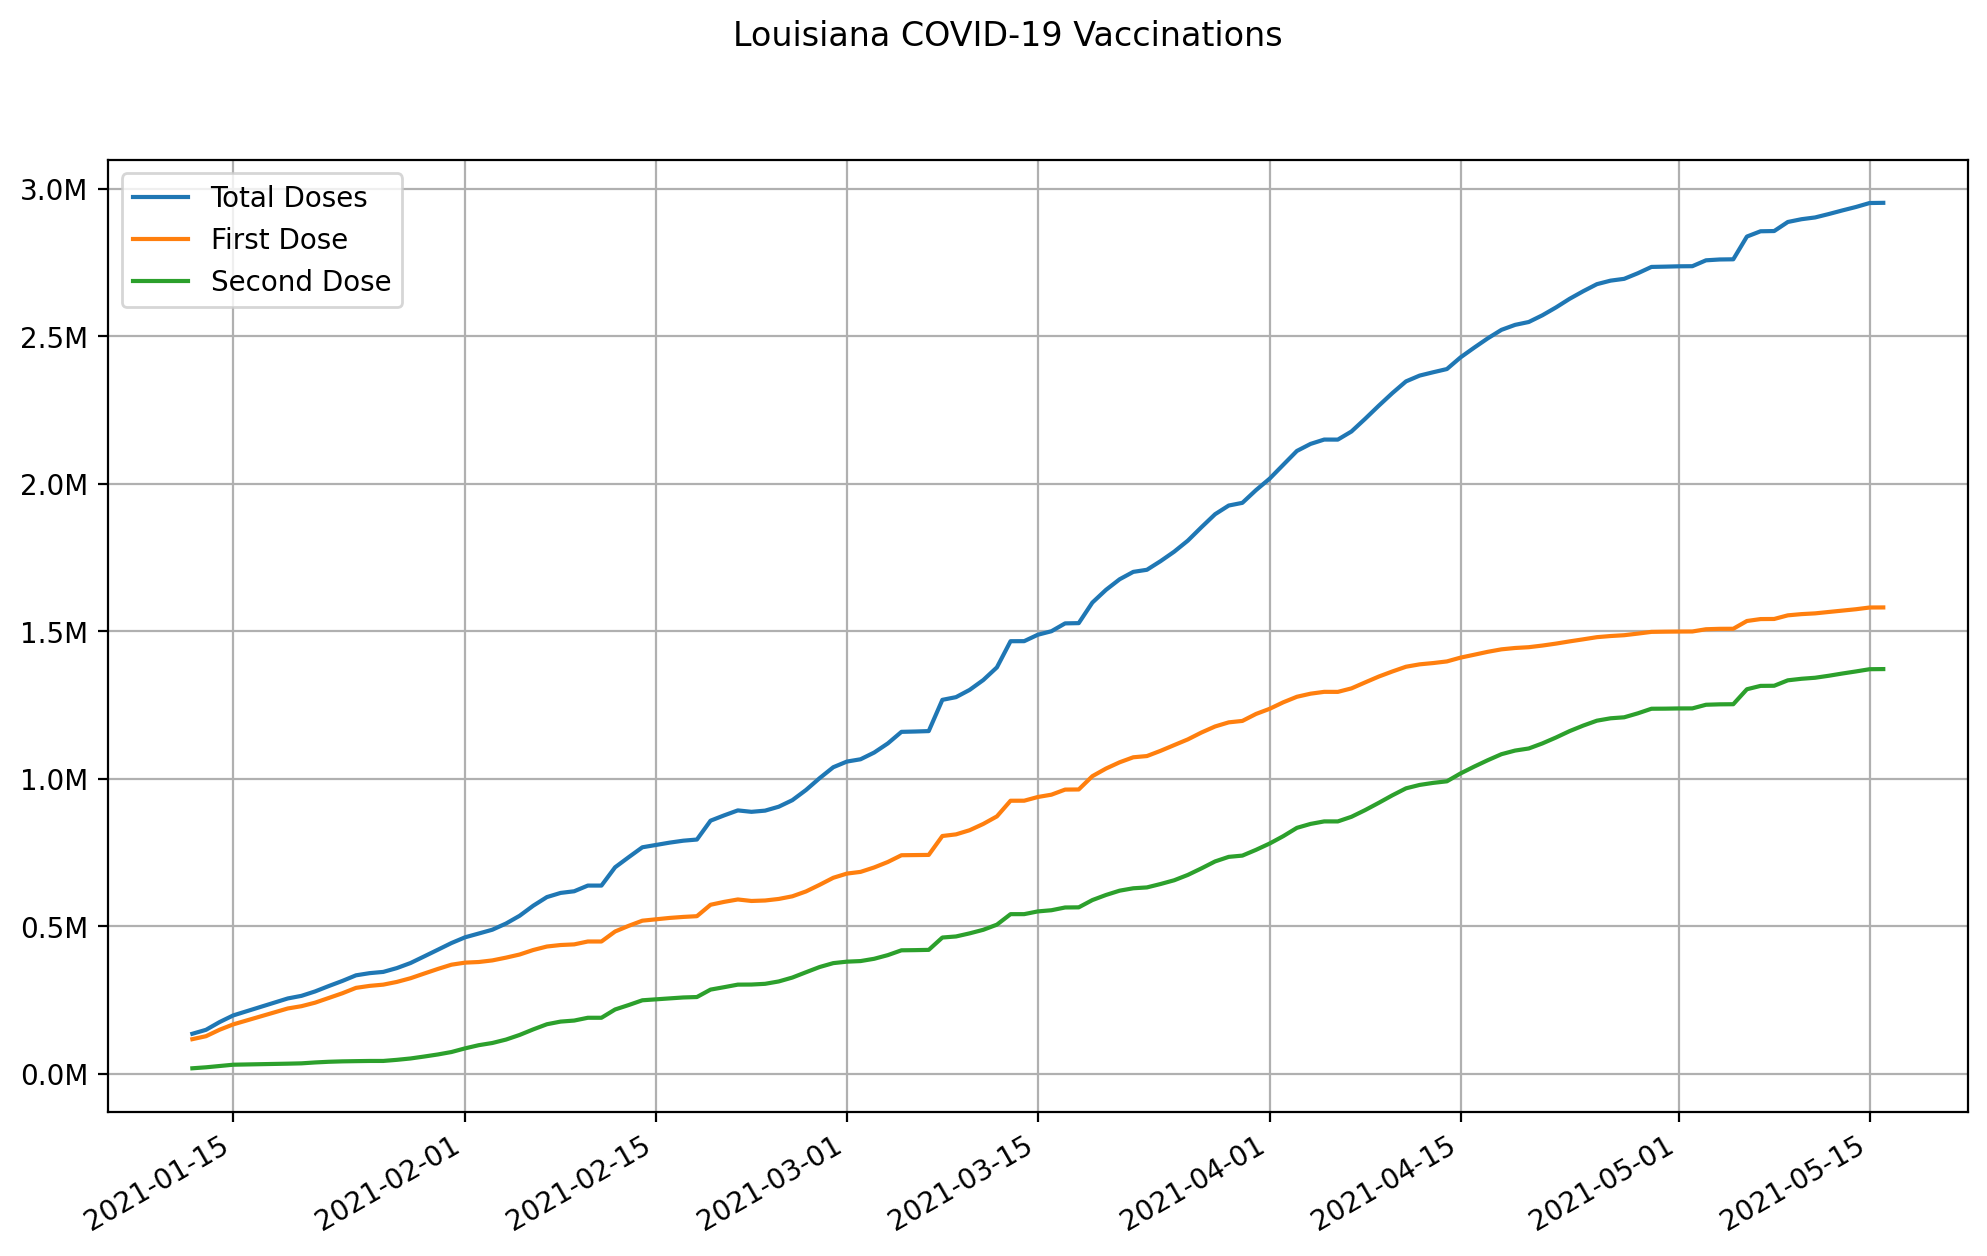 Louisiana COVID-19 Vaccinations
3.0M
2.5M
2.0M
1.5M
1.0M
0.5M
0.0M
Total Doses
First Dose
Second Dose
2021-01-15
2021-02-01
2021-02-15
2021-03-01
2021-03-15
2021-04-01
2021-04-15
2021-05-01
2021-05-15